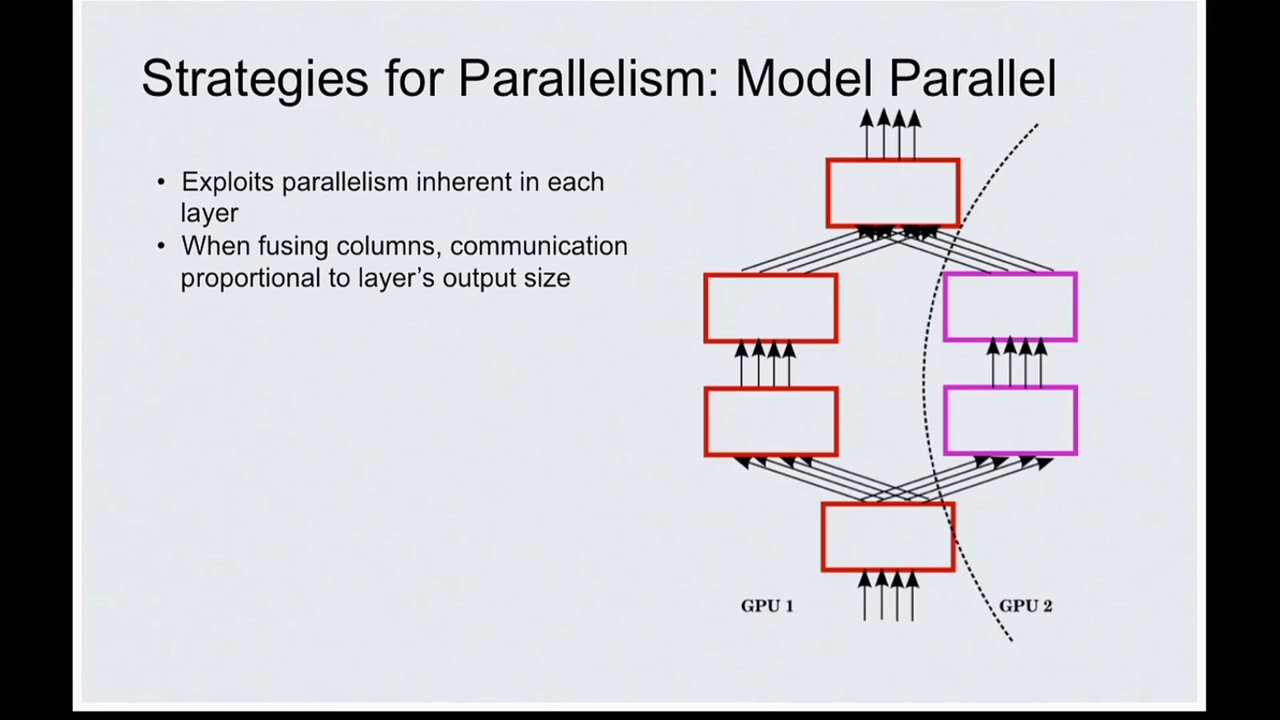 Strategies for Parallelism: Model Parallel
• Exploits parallelism inherent in each
layer
• When fusing columns, communication
proportional to layer’s output size
GPU 1
GPU 2